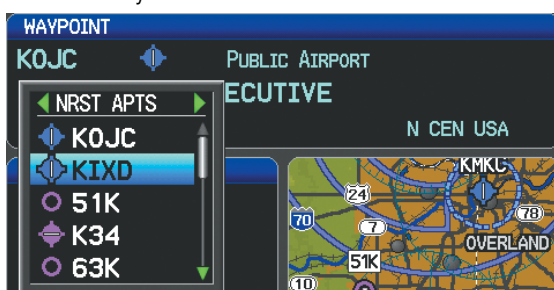 WAYPOINT
KOJC PUBLIC AIRPORT
ECUTIVE
N CEN USA
NRST APTS
KOJC
KIXD
51K
K34
63K
KMKC
24
70
78
7
OVERLAND
51K
10